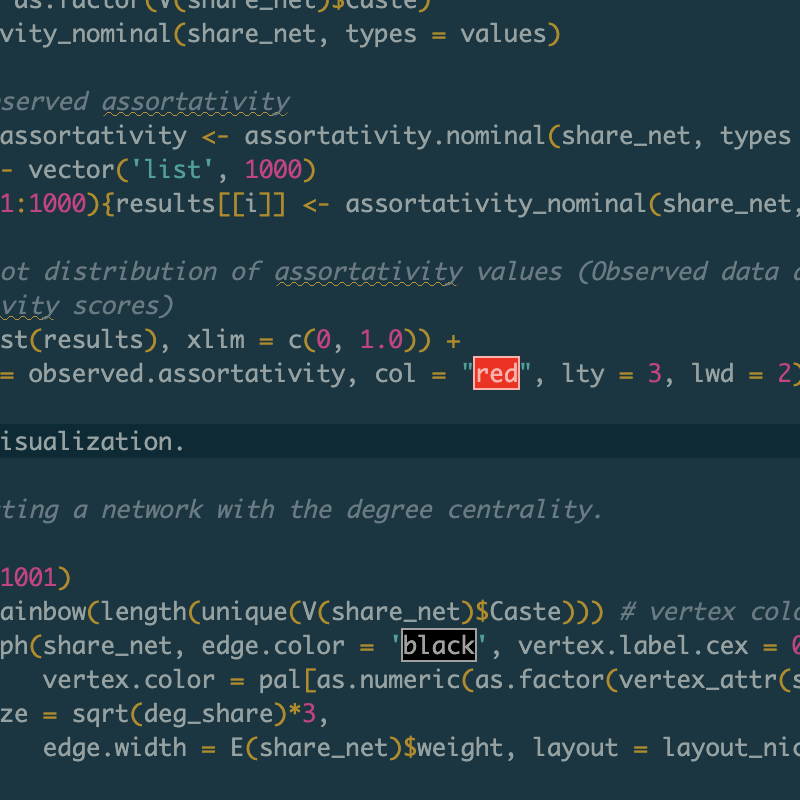 as.factor(V(share_net)$Caste)
vity_nominal(share_net, types = values)
served assortativity
assortativity <- assortativity.nominal(share_net, types
- vector('list', 1000)
1:1000){results[[i]] <- assortativity_nominal(share_net,
ot distribution of assortativity values (Observed data
vity scores)
st(results), xlim = c(0, 1.0)) +
= observed.assortativity, col = "red", lty = 3, lwd = 2)
isualization.
ting a network with the degree centrality.
1001)
ainbow(length(unique(V(share_net)$Caste))) # vertex colo
ph(share_net, edge.color = 'black', vertex.label.cex = 0
vertex.color = pal[as.numeric(as.factor(vertex_attr(s
ze = sqrt(deg_share)*3,
edge.width = E(share_net)$weight, layout = layout_nic